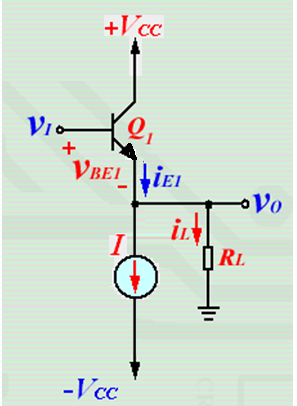 +VCC
vI
+
Q1
vBE1
-
iE1
vO
I
iL
RL
-VCC